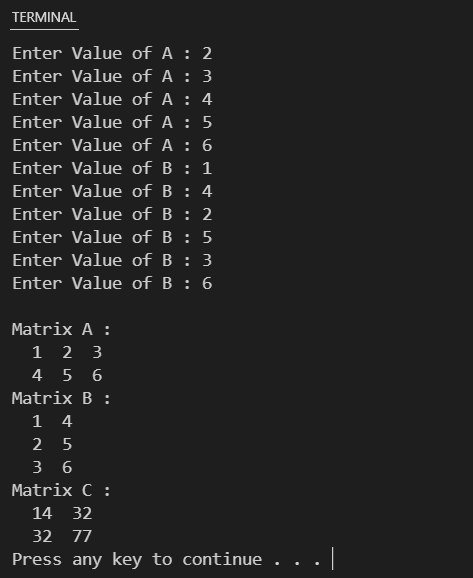 TERMINAL
Enter Value of A : 2
Enter Value of A : 3
Enter Value of A : 4
Enter Value of A : 5
Enter Value of A : 6
Enter Value of B : 1
Enter Value of B : 4
Enter Value of B : 2
Enter Value of B : 5
Enter Value of B : 3
Enter Value of B : 6

Matrix A :
  1  2  3
  4  5  6
Matrix B :
  1  4
  2  5
  3  6
Matrix C :
  14  32
  32  77
Press any key to continue . . .